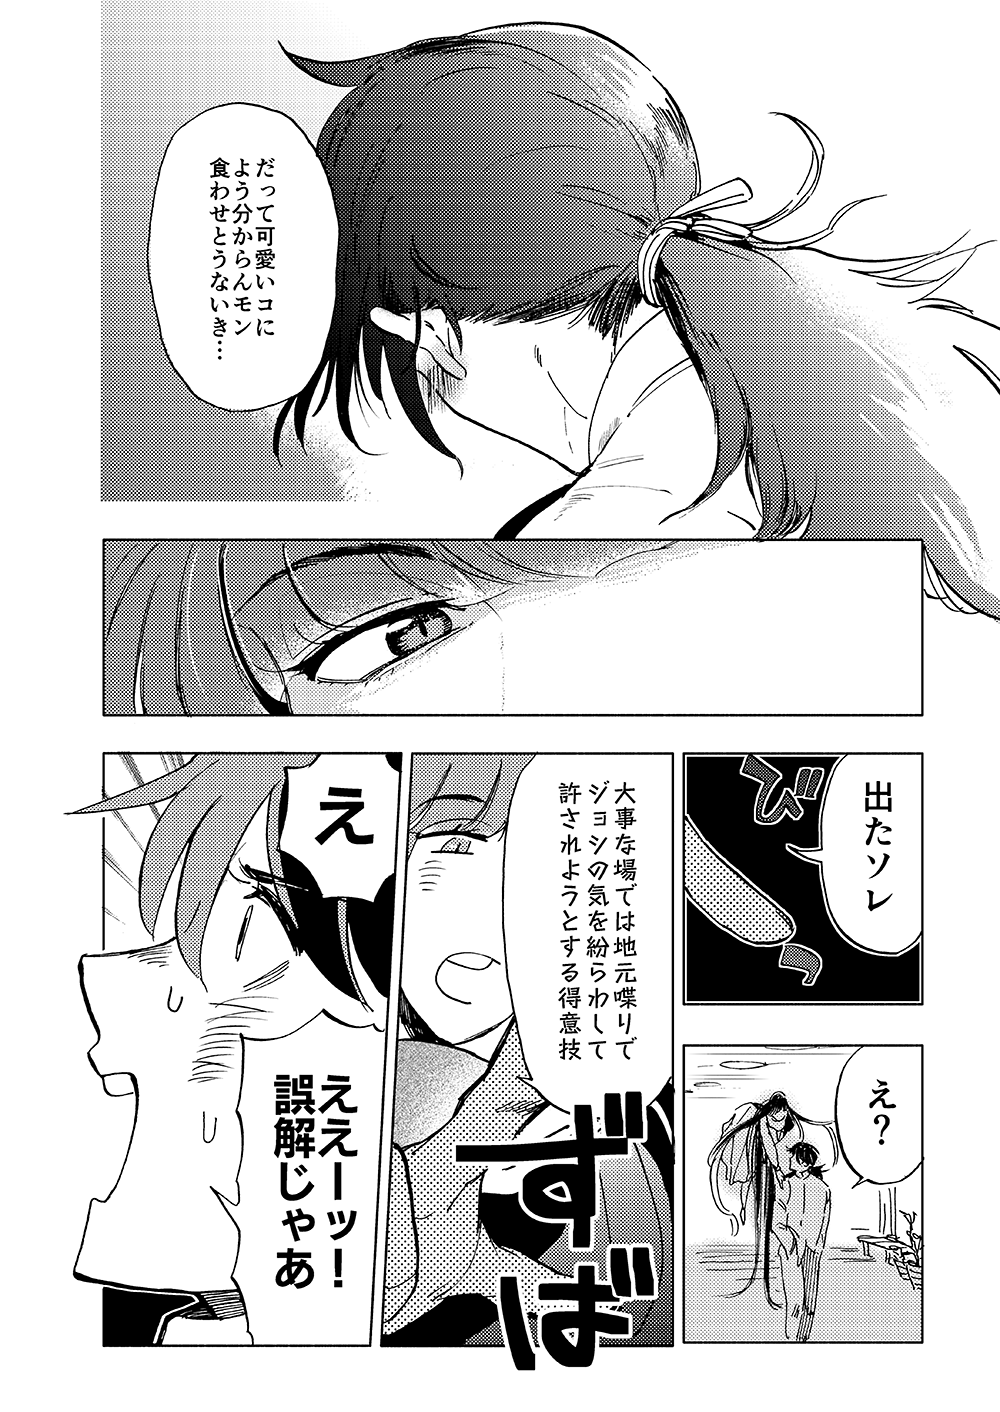 だって可愛いコに
よう分からんモン
食わせとうないき…
出たソレ
びっ
え？
大事な場では地元喋りで
ジョシの気を紛らわして
許されようとする得意技
ずば
え
ええーッ！
誤解じゃあ